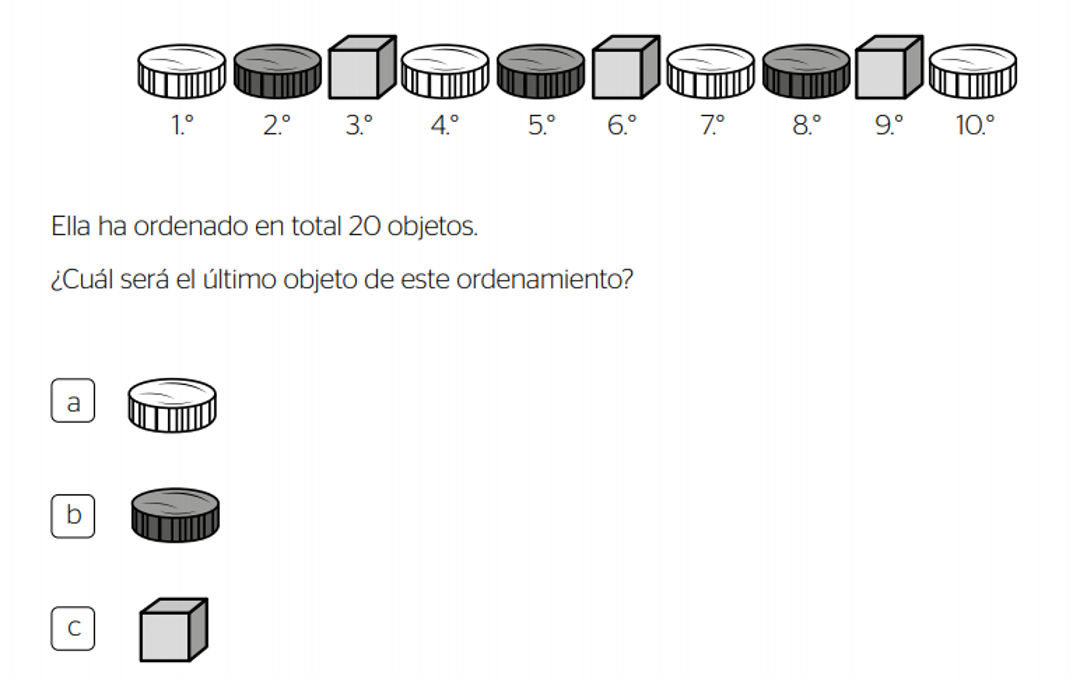 1.° 2.° 3.° 4.° 5.° 6.° 7.° 8.° 9.° 10.°
Ella ha ordenado en total 20 objetos.
¿Cuál será el último objeto de este ordenamiento?
a
b
c